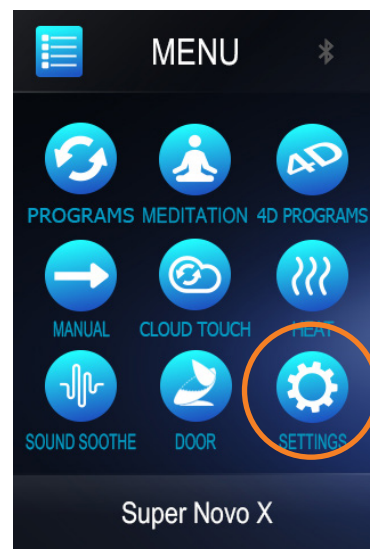 MENU
PROGRAMS MEDITATION 4D PROGRAMS
MANUAL CLOUD TOUCH HEAT
SOUND SOOTHE DOOR SETTINGS
Super Novo X